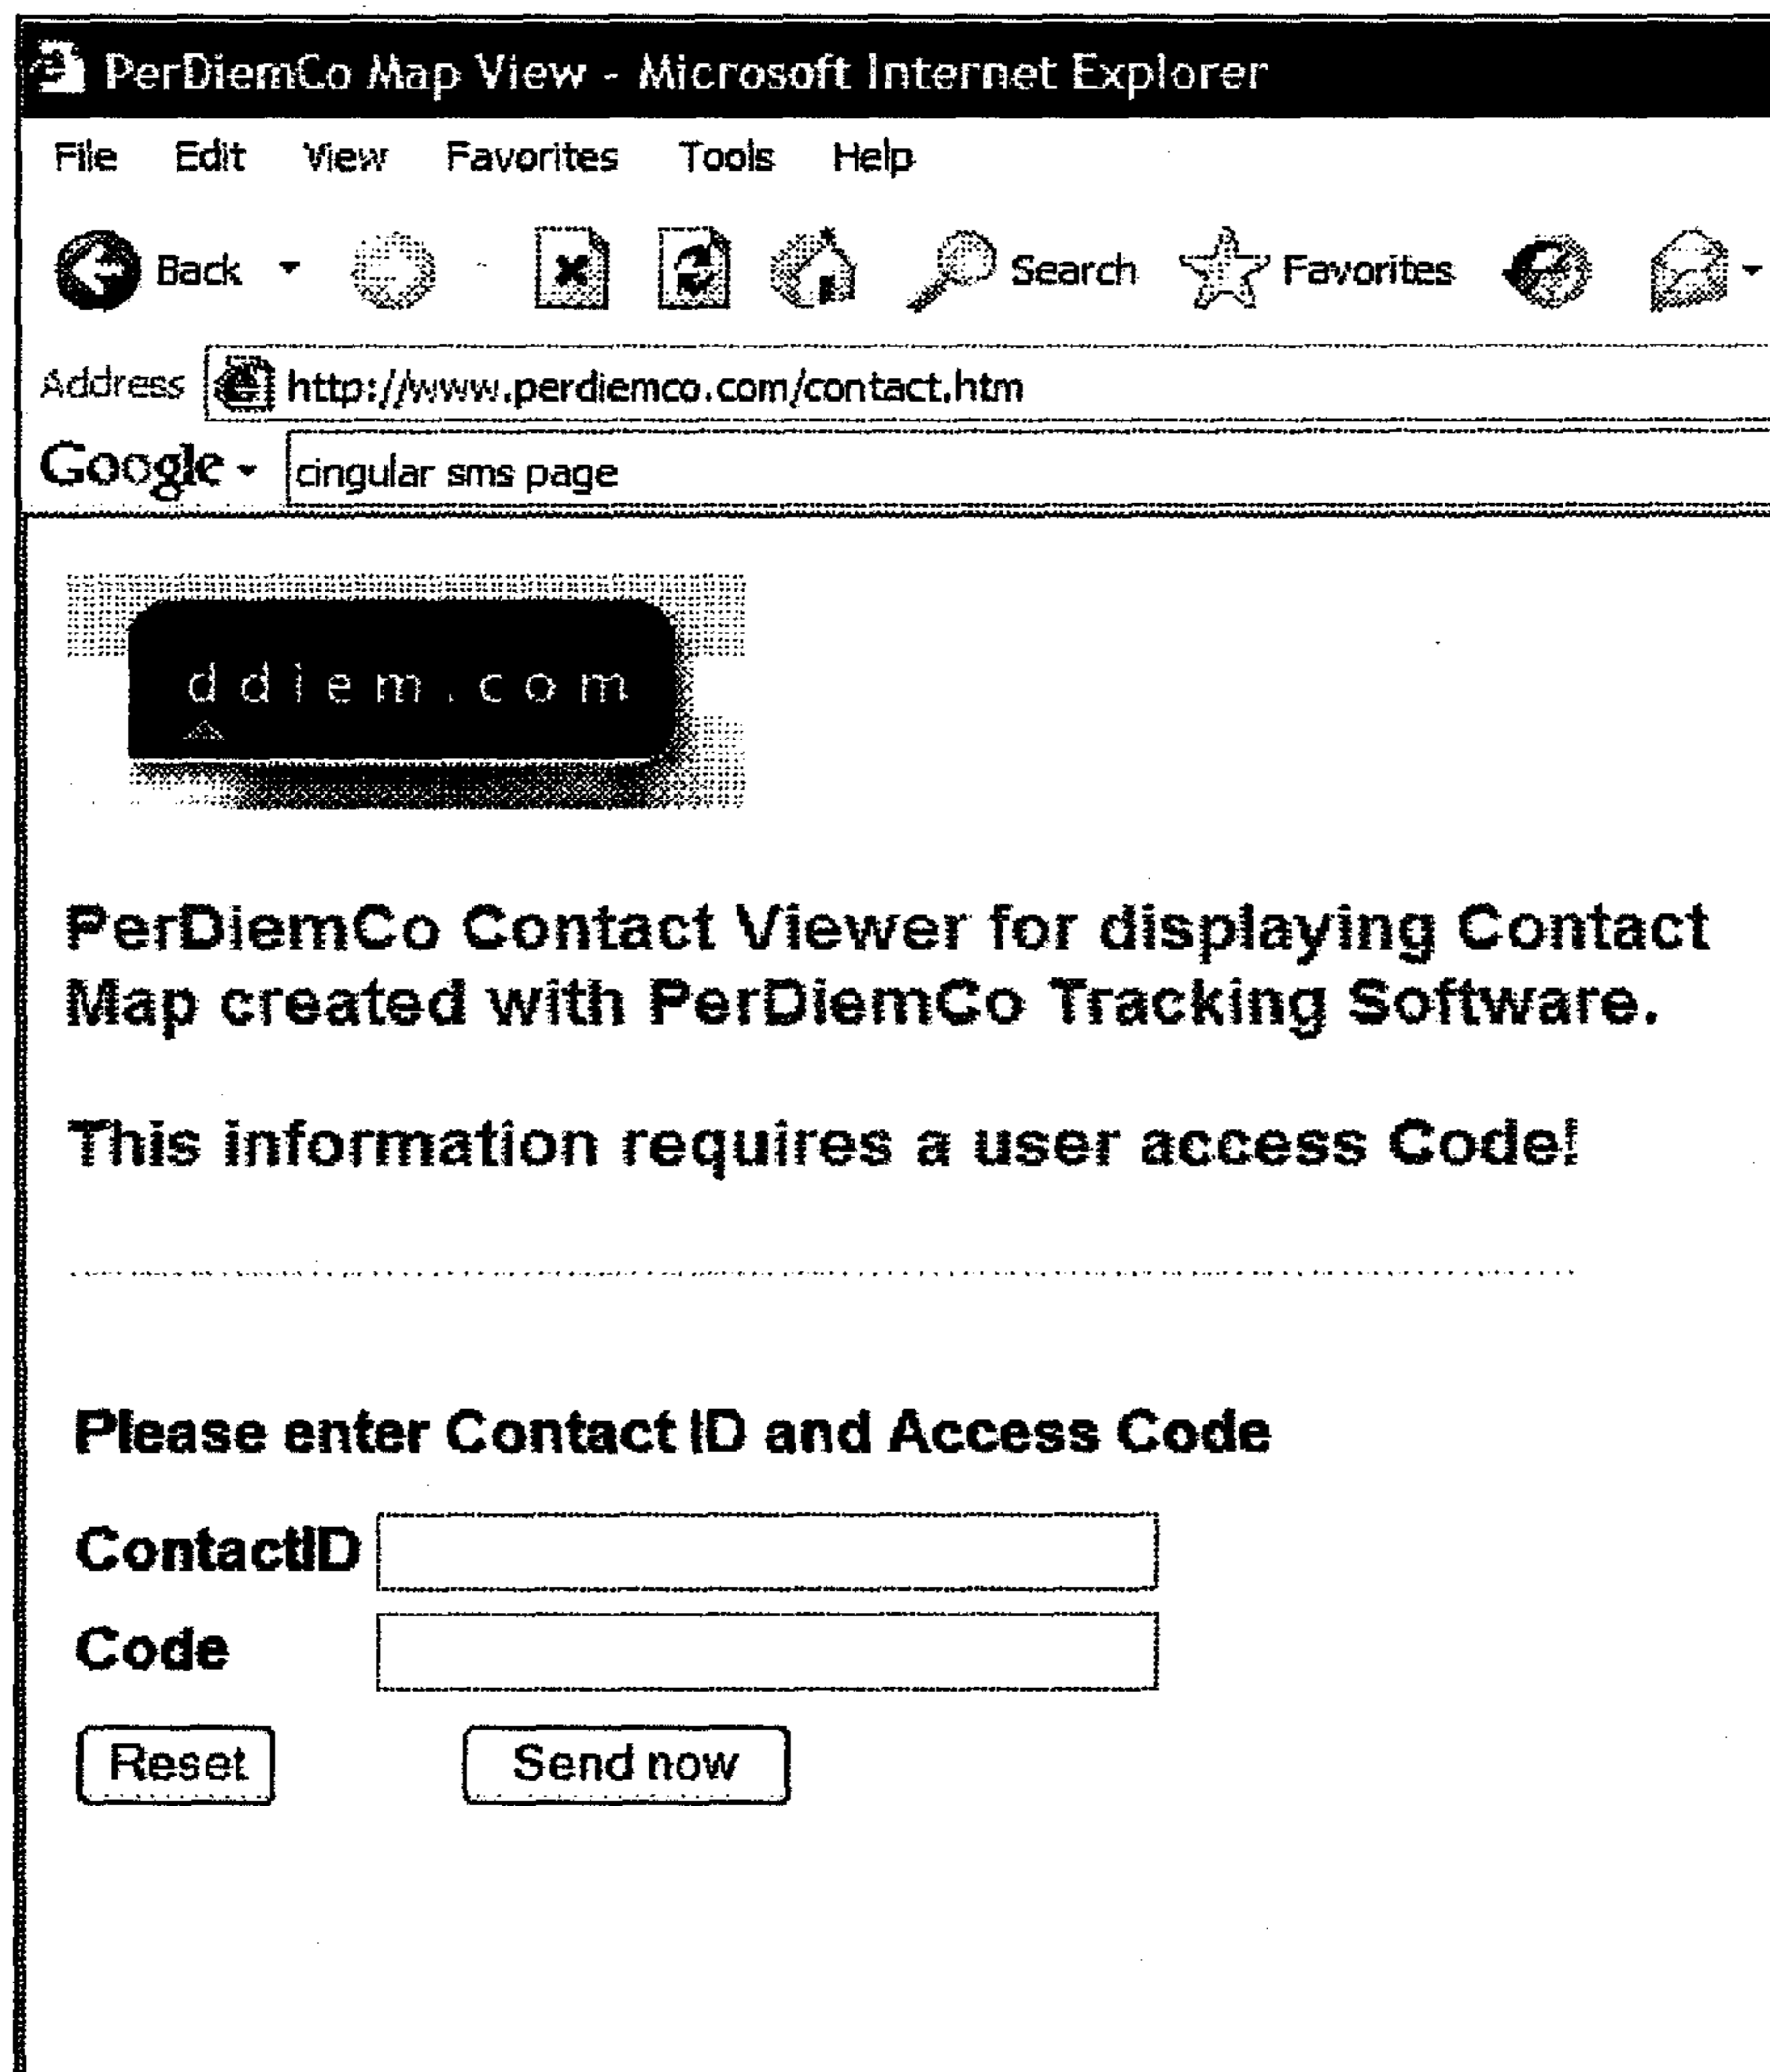 PerDiemCo Map View - Microsoft Internet Explorer
File Edit View Favorites Tools Help
Back Search Favorites
Address http://www.perdiemco.com/contact.htm
Google cingular sms page
ddiem.com
PerDiemCo Contact Viewer for displaying Contact
Map created with PerDiemCo Tracking Software.
This information requires a user access Code!
Please enter Contact ID and Access Code
ContactID
Code
Reset Send now